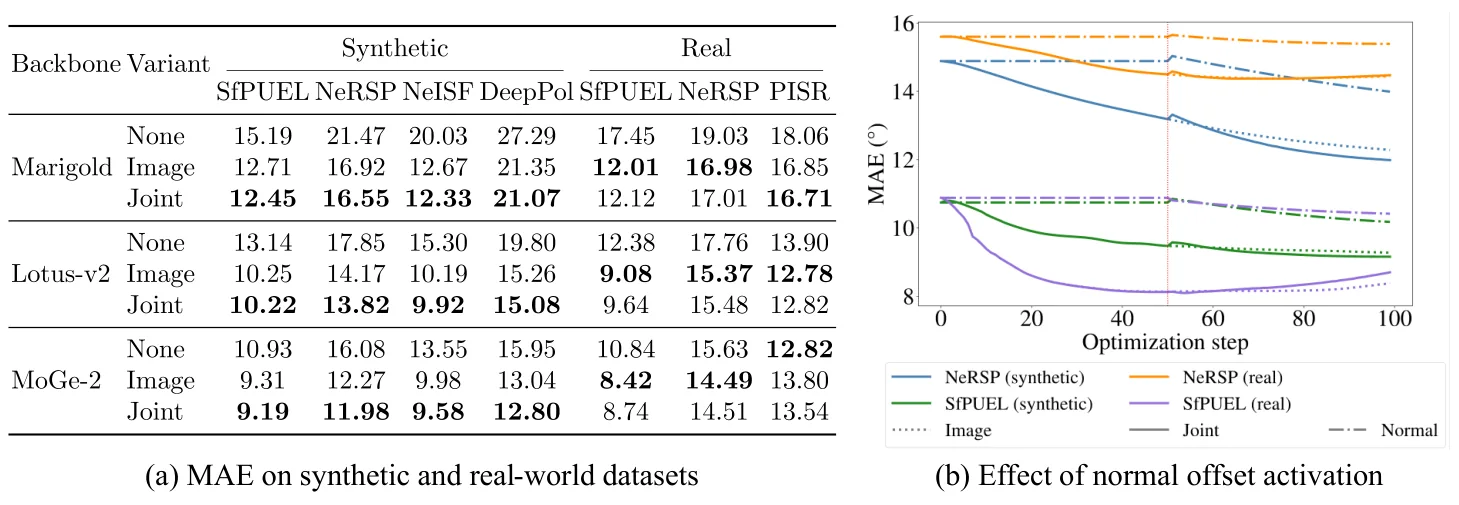 Backbone Variant Synthetic Real
SfPUEL NeRSP NeISF DeepPol SfPUEL NeRSP PISR
None 15.19 21.47 20.03 27.29 17.45 19.03 18.06
Marigold Image 12.71 16.92 12.67 21.35 12.01 16.98 16.85
Joint 12.45 16.55 12.33 21.07 12.12 17.01 16.71
None 13.14 17.85 15.30 19.80 12.38 17.76 13.90
Lotus-v2 Image 10.25 14.17 10.19 15.26 9.08 15.37 12.78
Joint 10.22 13.82 9.92 15.08 9.64 15.48 12.82
None 10.93 16.08 13.55 15.95 10.84 15.63 12.82
MoGe-2 Image 9.31 12.27 9.98 13.04 8.42 14.49 13.80
Joint 9.19 11.98 9.58 12.80 8.74 14.51 13.54
(a) MAE on synthetic and real-world datasets
MAE (°)
16
14
12
10
8
0 20 40 60 80 100
Optimization step
NeRSP (synthetic) NeRSP (real)
SfPUEL (synthetic) SfPUEL (real)
Image Joint Normal
(b) Effect of normal offset activation